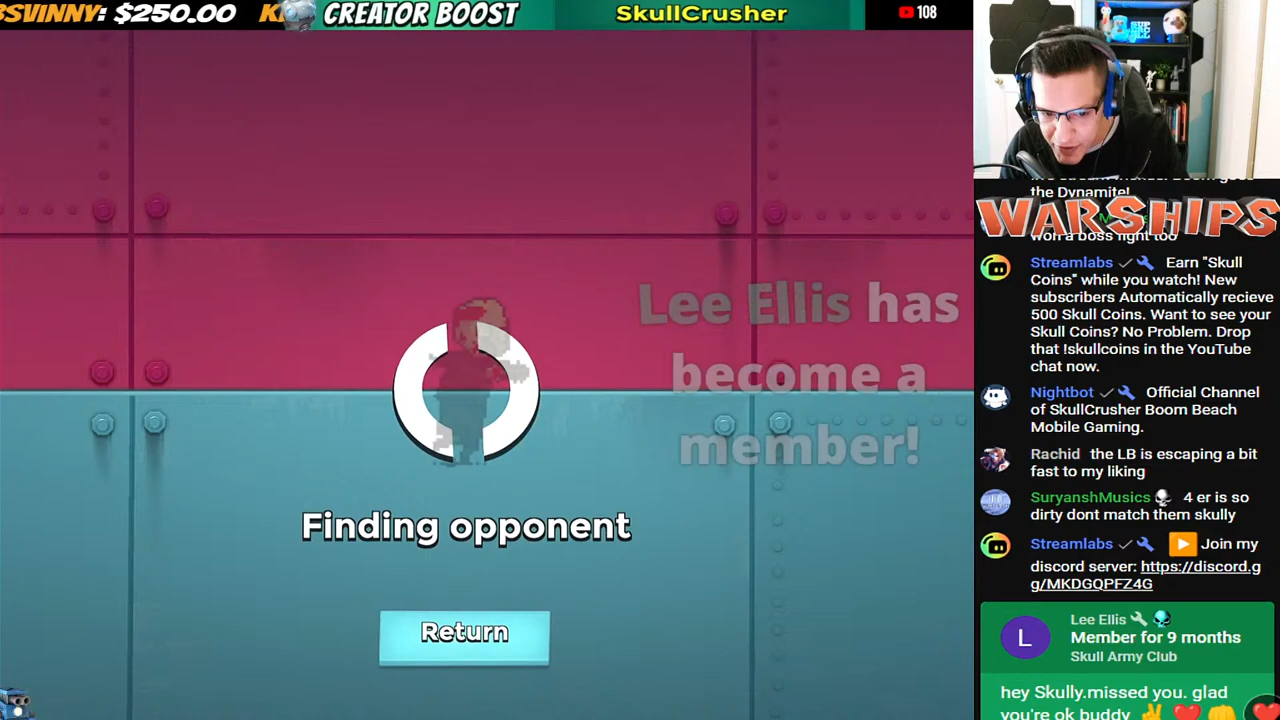 BSVINNY: $250.00
CREATOR BOOST
SkullCrusher
108
the Dynamite!
WARSHIPS
won a boss fight too
Streamlabs Earn "Skull
Coins" while you watch! New
subscribers Automatically recieve
500 Skull Coins. Want to see your
Skull Coins? No Problem. Drop
that !skullcoins in the YouTube
chat now.
Nightbot Official Channel
of SkullCrusher Boom Beach
Mobile Gaming.
Rachid the LB is escaping a bit
fast to my liking
SuryanshMusics 4 er is so
dirty dont match them skully
Streamlabs Join my
discord server: https://discord.g
g/MKDGQPFZ4G
L
Lee Ellis
Member for 9 months
Skull Army Club
hey Skully.missed you. glad
you're ok buddy
Lee Ellis has
become a
member!
Finding opponent
Return